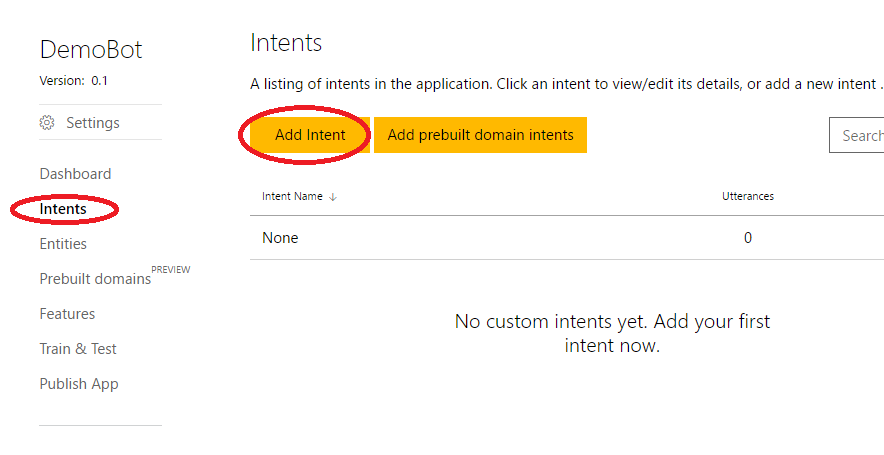 DemoBot
Version: 0.1
Settings
Dashboard
Intents
Entities
Prebuilt domains PREVIEW
Features
Train & Test
Publish App
Intents
A listing of intents in the application. Click an intent to view/edit its details, or add a new intent .
Add Intent
Add prebuilt domain intents
Search
Intent Name ↓
Utterances
None
0
No custom intents yet. Add your first
intent now.